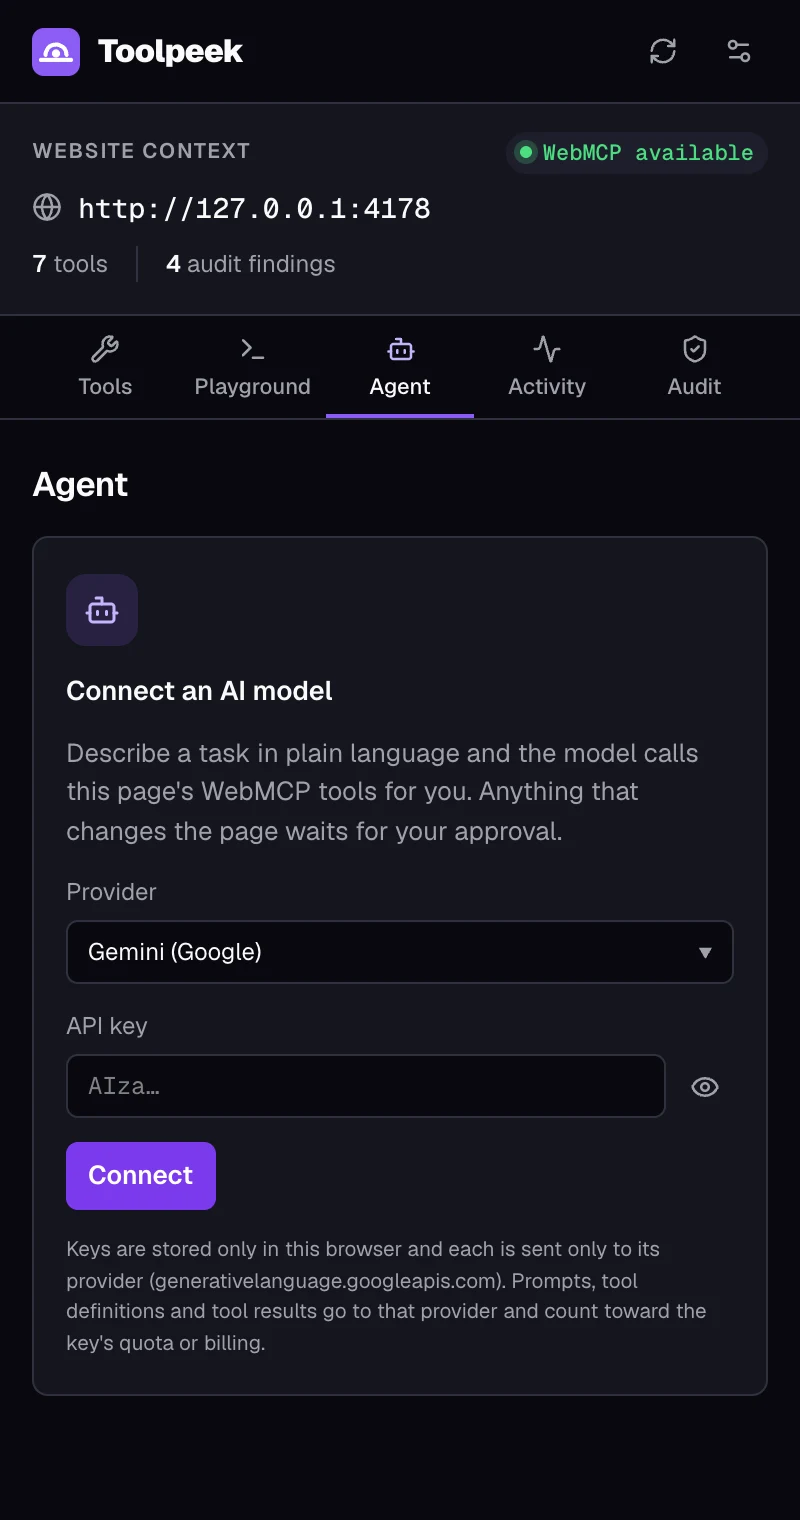 Toolpeek
WEBSITE CONTEXT
WebMCP available
http://127.0.0.1:4178
7 tools
4 audit findings
Tools
Playground
Agent
Activity
Audit
Agent
Connect an AI model
Describe a task in plain language and the model calls
this page's WebMCP tools for you. Anything that
changes the page waits for your approval.
Provider
Gemini (Google)
API key
AIza…
Connect
Keys are stored only in this browser and each is sent only to its
provider (generativelanguage.googleapis.com). Prompts, tool
definitions and tool results go to that provider and count toward the
key's quota or billing.